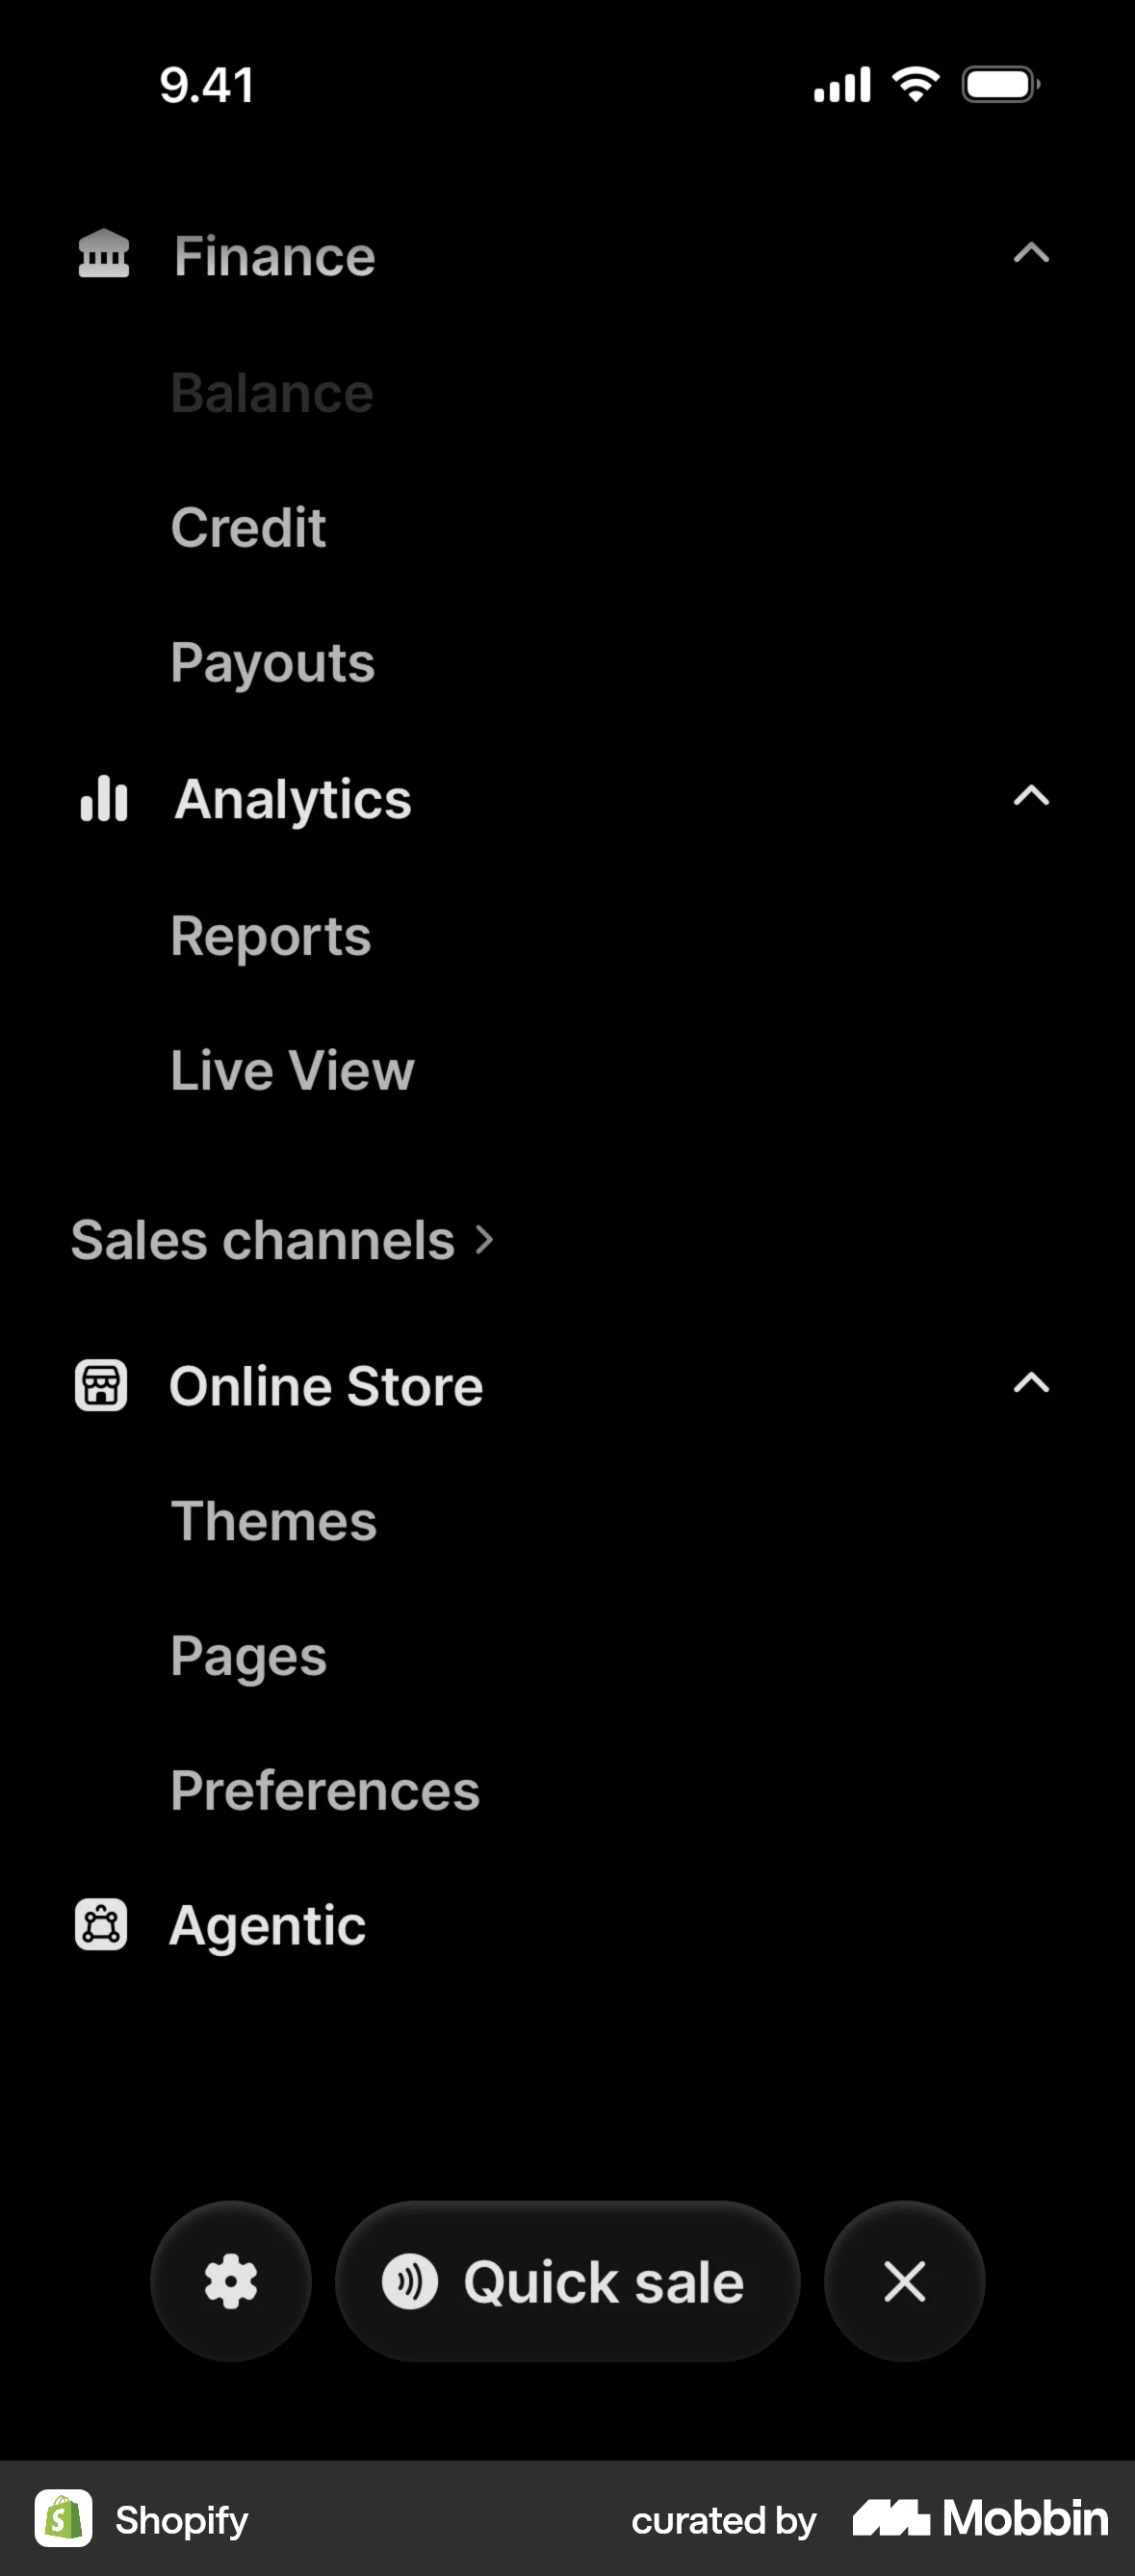 9.41
Finance
Balance
Credit
Payouts
Analytics
Reports
Live View
Sales channels
Online Store
Themes
Pages
Preferences
Agentic
Quick sale
Shopify
curated by Mobbin